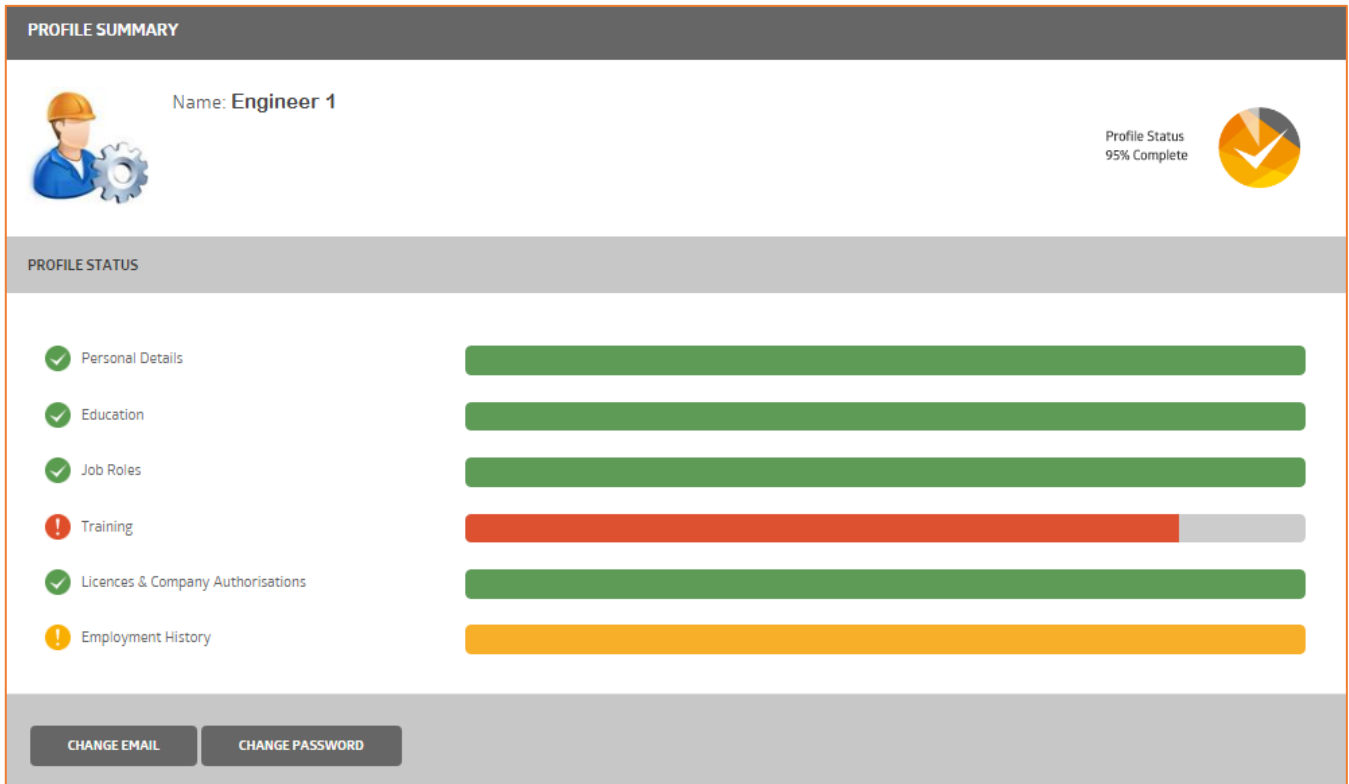 PROFILE SUMMARY
Name: Engineer 1
Profile Status
95% Complete
PROFILE STATUS
Personal Details
Education
Job Roles
Training
Licences & Company Authorisations
Employment History
CHANGE EMAIL
CHANGE PASSWORD